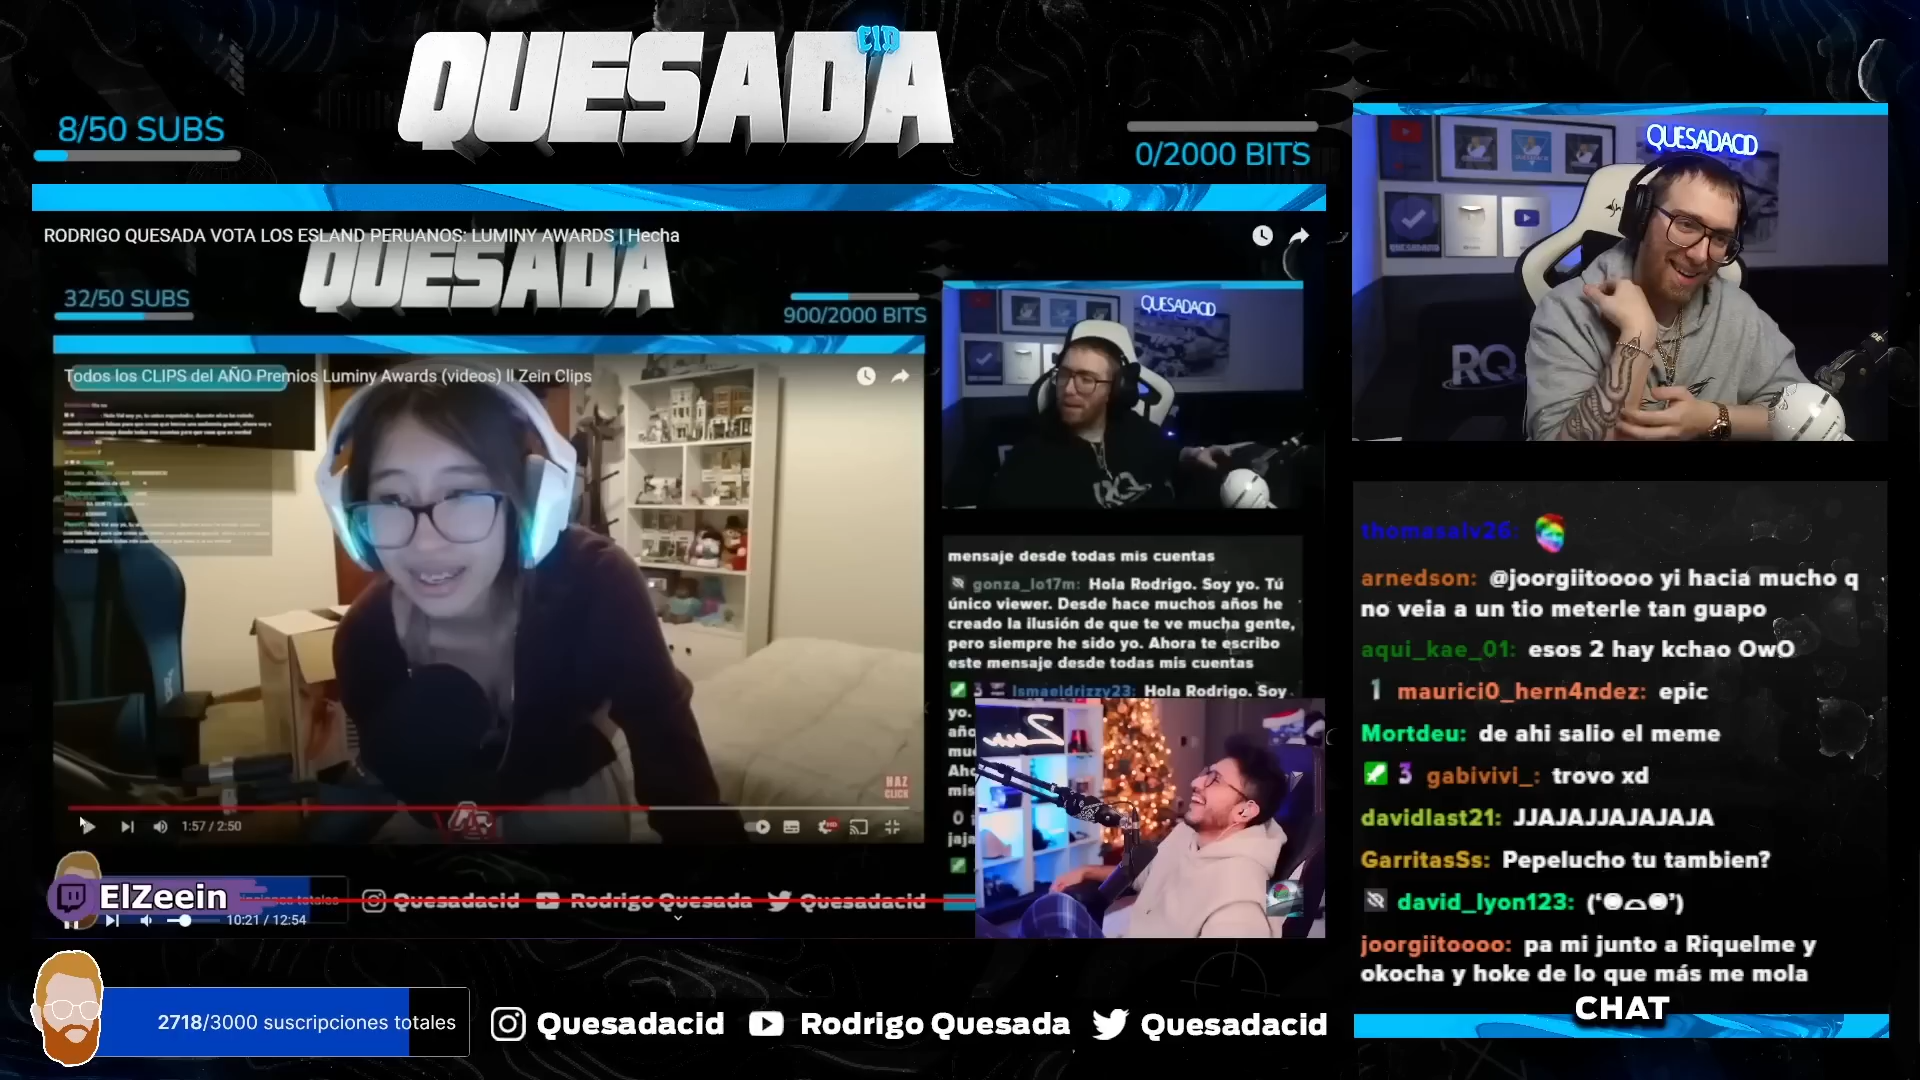 QUESADA
CID
8/50 SUBS
0/2000 BITS
QUESADACID
RQ
RODRIGO QUESADA VOTA LOS ESLAND PERUANOS: LUMINY AWARDS | Hecha
QUESADA
32/50 SUBS
900/2000 BITS
QUESADACID
Todos los CLIPS del AÑO Premios Luminy Awards (videos) ll Zein Clips
HAZ
CLICK
1:57 / 2:50
mensaje desde todas mis cuentas
gonza_lo17m: Hola Rodrigo. Soy yo. Tú
único viewer. Desde hace muchos años he
creado la ilusión de que te ve mucha gente,
pero siempre he sido yo. Ahora te escribo
este mensaje desde todas mis cuentas
3 Ismaeldrizzy23: Hola Rodrigo. Soy
yo.
Zein
ElZeein
Quesadacid
Rodrigo Quesada
Quesadacid
10:21 / 12:54
2718/3000 suscripciones totales
Quesadacid
Rodrigo Quesada
Quesadacid
thomasalv26:
arnedson: @joorgiitoooo yi hacia mucho q
no veia a un tio meterle tan guapo
aqui_kae_01: esos 2 hay kchao OwO
1 maurici0_hern4ndez: epic
Mortdeu: de ahi salio el meme
3 gabivivi_: trovo xd
davidlast21: JJAJAJJAJAJAJA
GarritasSs: Pepelucho tu tambien?
david_lyon123: (‘◉⌓◉’)
joorgiitoooo: pa mi junto a Riquelme y
okocha y hoke de lo que más me mola
CHAT